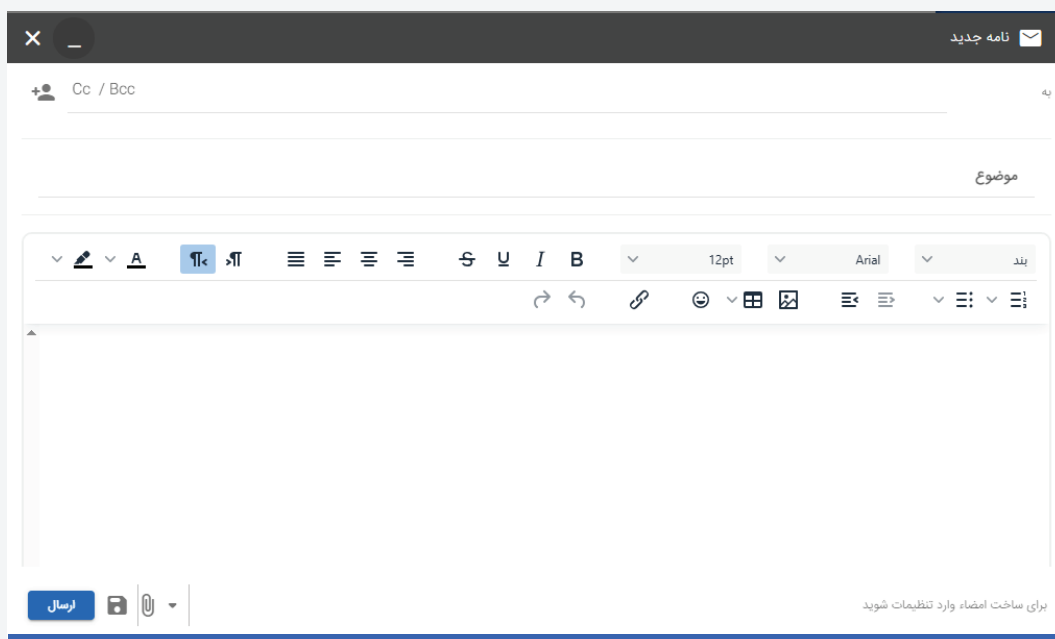 نامه جدید
به
Cc / Bcc
موضوع
بند Arial 12pt B I U S A
برای ساخت امضاء وارد تنظیمات شوید
ارسال